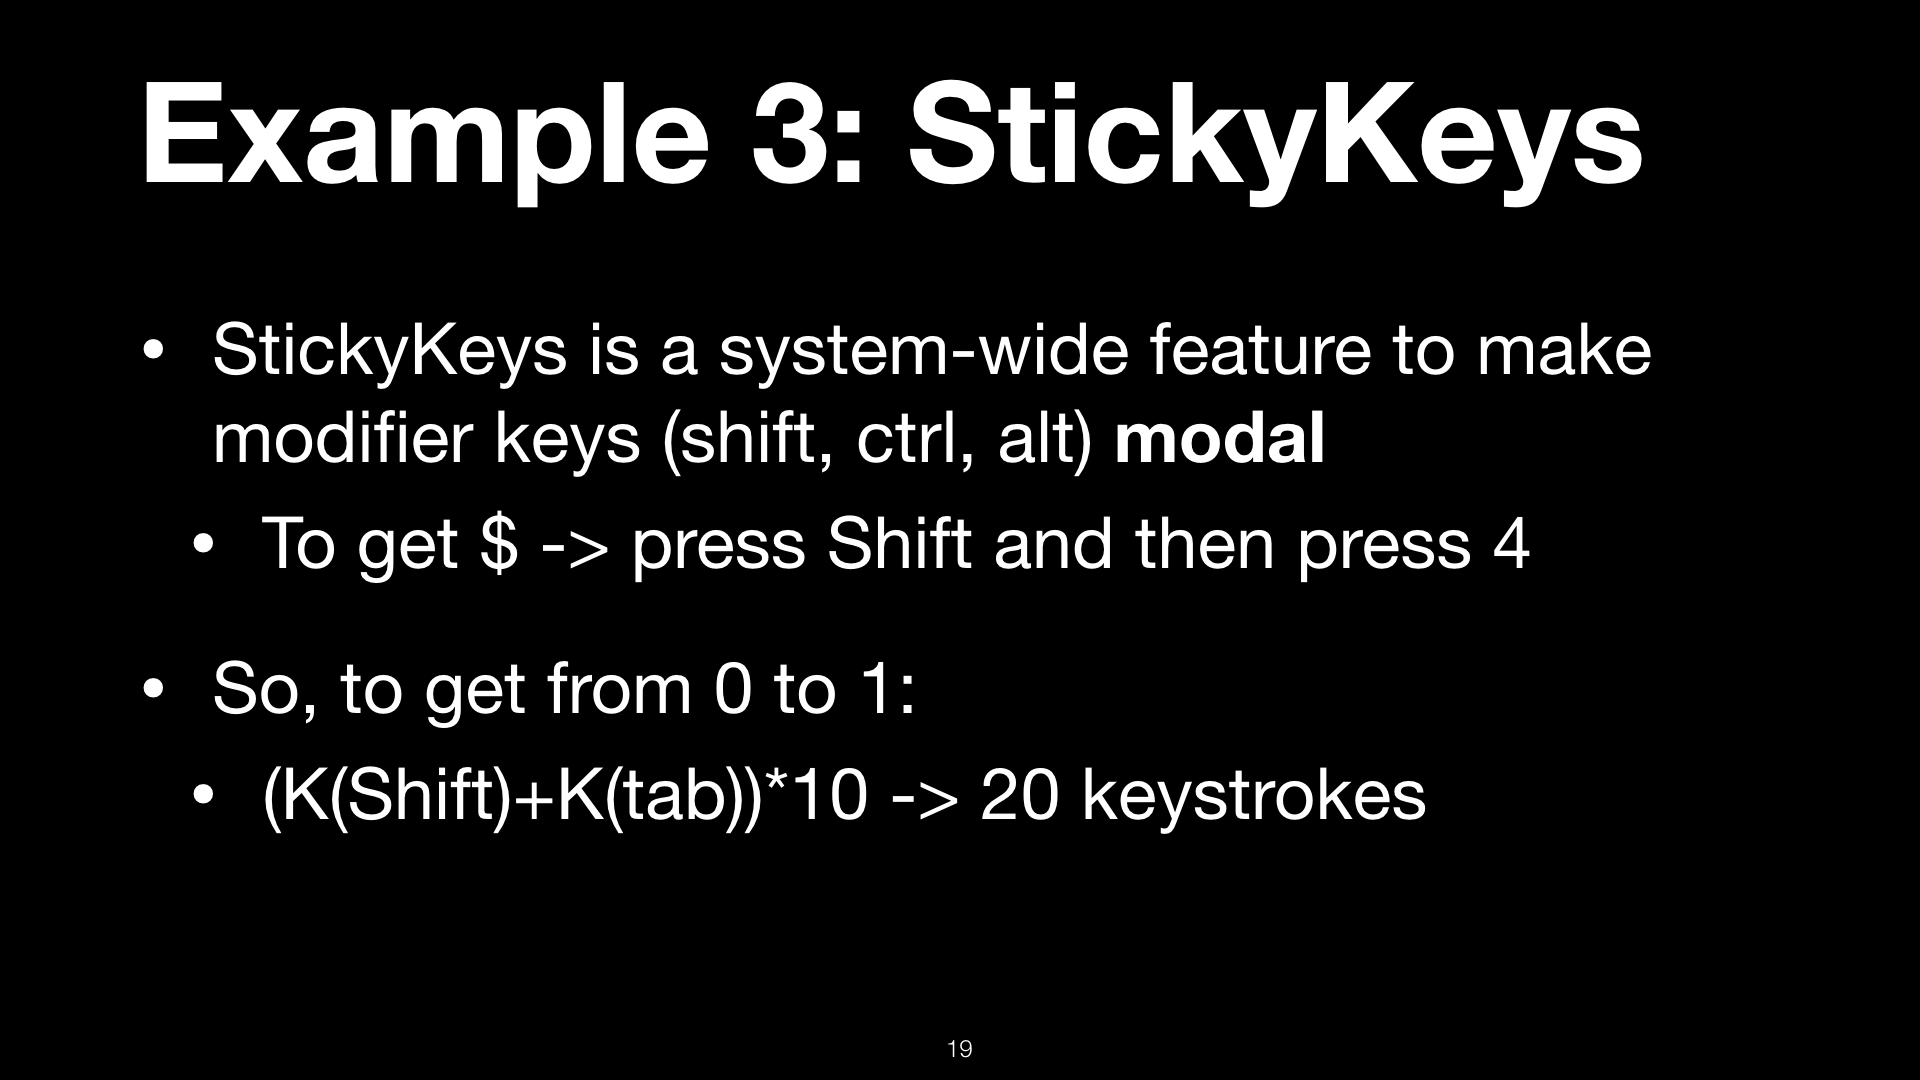 Example 3: StickyKeys
• StickyKeys is a system-wide feature to make
modifier keys (shift, ctrl, alt) modal
• To get $ -> press Shift and then press 4
• So, to get from 0 to 1:
• (K(Shift)+K(tab))*10 -> 20 keystrokes
19